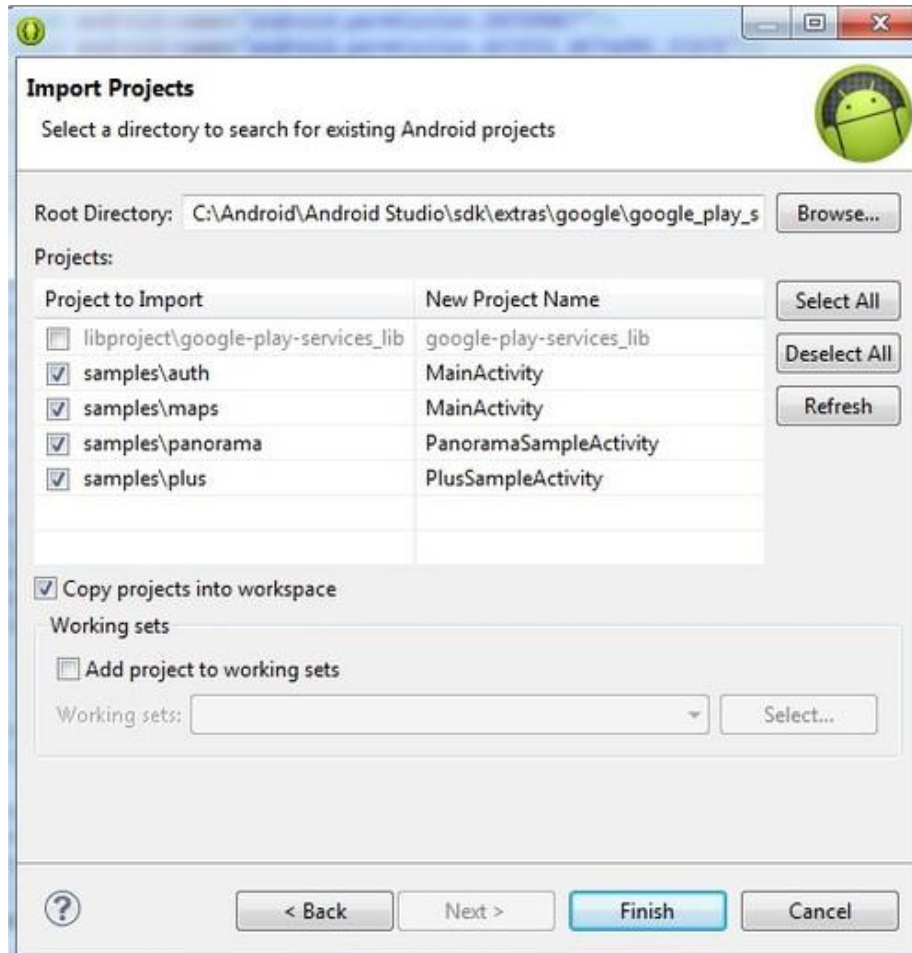 Import Projects
Select a directory to search for existing Android projects
Root Directory: C:\Android\Android Studio\sdk\extras\google\google_play_s Browse...
Projects:
Project to Import New Project Name Select All
libproject\google-play-services_lib google-play-services_lib
Deselect All
samples\auth MainActivity
samples\maps MainActivity Refresh
samples\panorama PanoramaSampleActivity
samples\plus PlusSampleActivity
Copy projects into workspace
Working sets
Add project to working sets
Working sets: Select...
? < Back Next > Finish Cancel